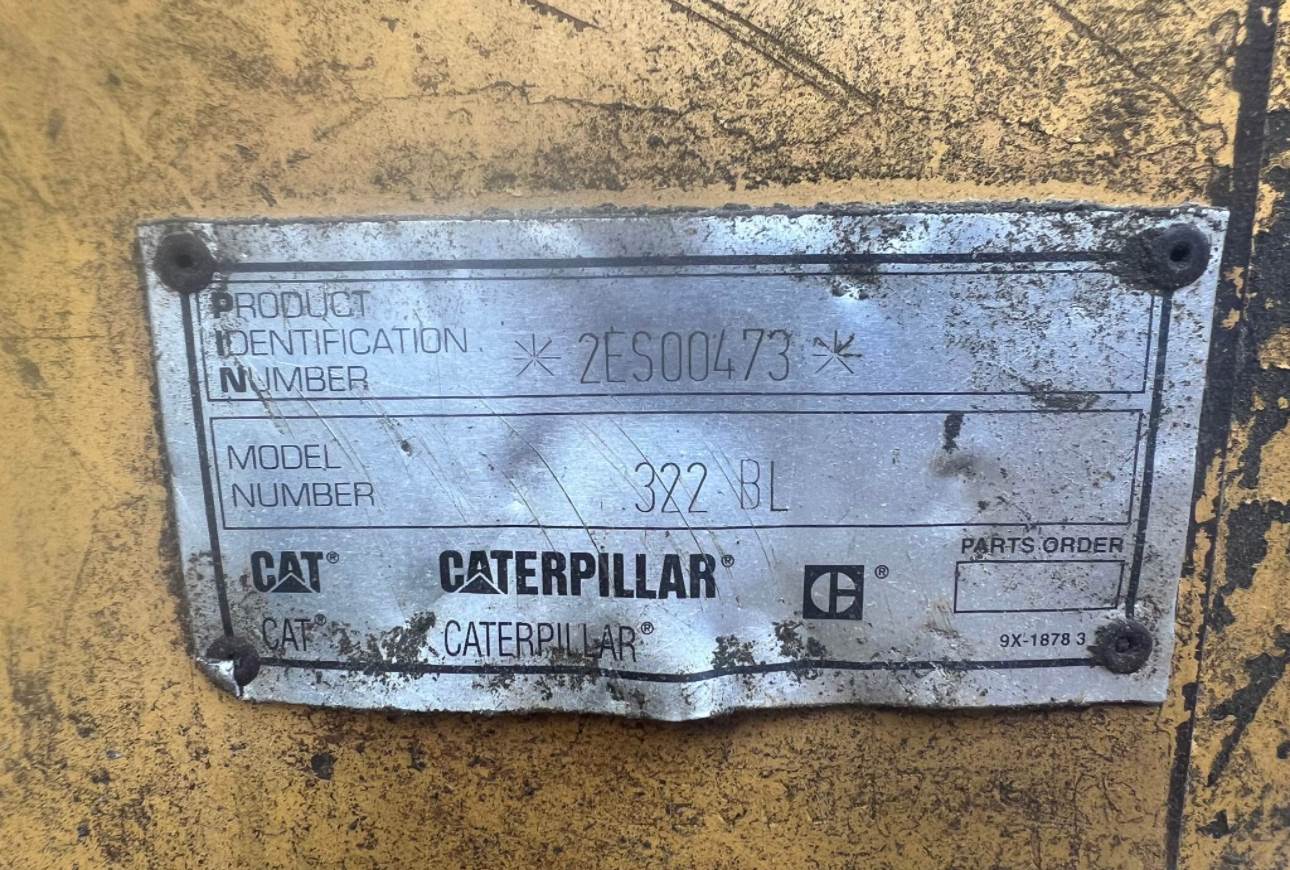 PRODUCT
IDENTIFICATION
NUMBER
* 2ES00473 *
MODEL
NUMBER
322 BL
CAT® CATERPILLAR® ®
PARTS ORDER
CAT® CATERPILLAR®
9X-1878 3